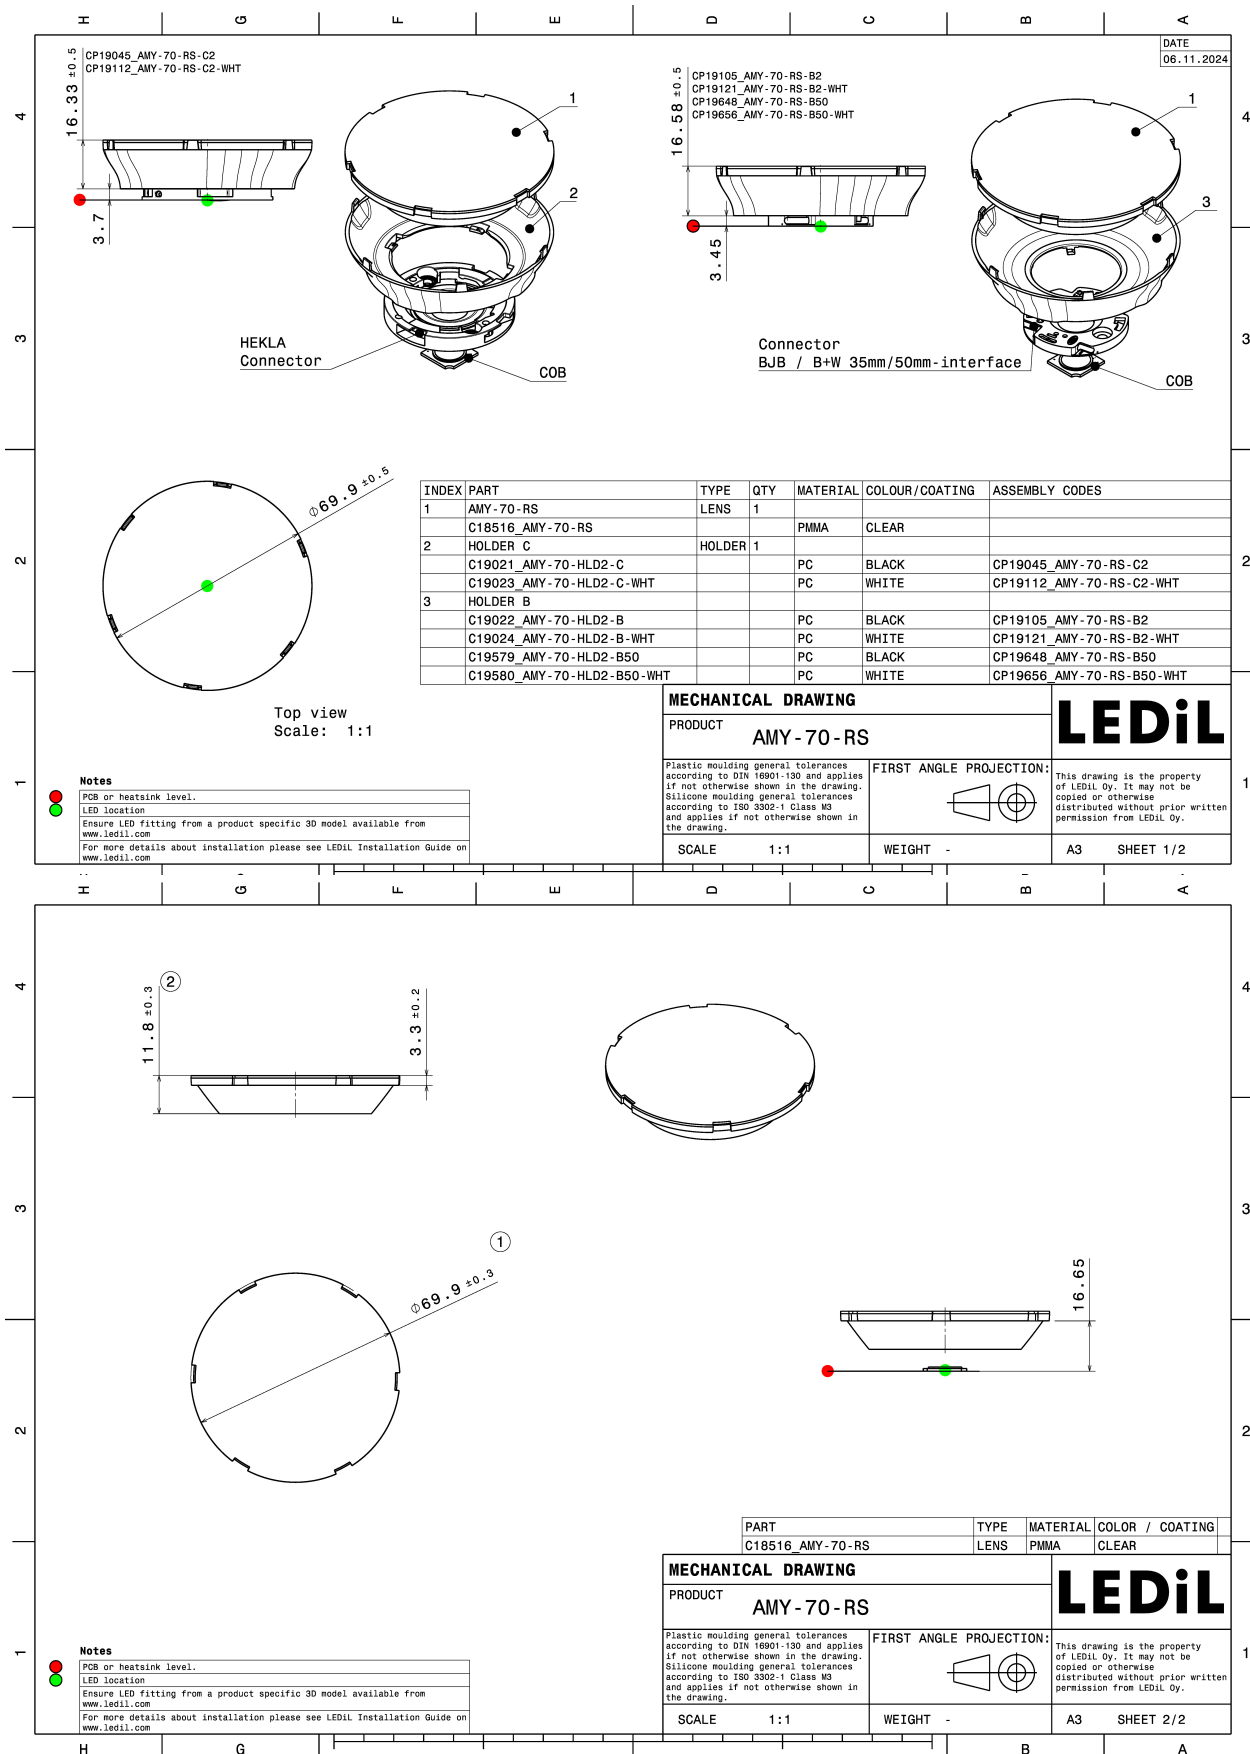 H G F E D C B A
DATE
06.11.2024
CP19045_AMY-70-RS-C2
CP19112_AMY-70-RS-C2-WHT
16.33 ±0.5
3.7
1
2
HEKLA
Connector
COB
CP19105_AMY-70-RS-B2
CP19121_AMY-70-RS-B2-WHT
CP19648_AMY-70-RS-B50
CP19656_AMY-70-RS-B50-WHT
16.58 ±0.5
3.45
1
3
Connector
BJB / B+W 35mm/50mm-interface
COB
4 4
3 3
2 2
1 1
Φ69.9 ±0.5
Top view
Scale: 1:1
INDEX PART TYPE QTY MATERIAL COLOUR/COATING ASSEMBLY CODES
1 AMY-70-RS LENS 1
C18516_AMY-70-RS PMMA CLEAR
2 HOLDER C HOLDER 1
C19021_AMY-70-HLD2-C PC BLACK CP19045_AMY-70-RS-C2
C19023_AMY-70-HLD2-C-WHT PC WHITE CP19112_AMY-70-RS-C2-WHT
3 HOLDER B
C19022_AMY-70-HLD2-B PC BLACK CP19105_AMY-70-RS-B2
C19024_AMY-70-HLD2-B-WHT PC WHITE CP19121_AMY-70-RS-B2-WHT
C19579_AMY-70-HLD2-B50 PC BLACK CP19648_AMY-70-RS-B50
C19580_AMY-70-HLD2-B50-WHT PC WHITE CP19656_AMY-70-RS-B50-WHT
Notes
PCB or heatsink level.
LED location
Ensure LED fitting from a product specific 3D model available from
www.ledil.com
For more details about installation please see LEDiL Installation Guide on
www.ledil.com
MECHANICAL DRAWING
PRODUCT
AMY-70-RS
LEDiL
Plastic moulding general tolerances
according to DIN 16901-130 and applies
if not otherwise shown in the drawing.
Silicone moulding general tolerances
according to ISO 3302-1 Class M3
and applies if not otherwise shown in
the drawing.
FIRST ANGLE PROJECTION:
This drawing is the property
of LEDiL Oy. It may not be
copied or otherwise
distributed without prior written
permission from LEDiL Oy.
SCALE 1:1 WEIGHT - A3 SHEET 1/2
H G F E D C B A
4 4
3 3
2 2
1 1
2
11.8 ±0.3
3.3 ±0.2
1
Φ69.9 ±0.3
16.65
PART TYPE MATERIAL COLOR / COATING
C18516_AMY-70-RS LENS PMMA CLEAR
Notes
PCB or heatsink level.
LED location
Ensure LED fitting from a product specific 3D model available from
www.ledil.com
For more details about installation please see LEDiL Installation Guide on
www.ledil.com
MECHANICAL DRAWING
PRODUCT
AMY-70-RS
LEDiL
Plastic moulding general tolerances
according to DIN 16901-130 and applies
if not otherwise shown in the drawing.
Silicone moulding general tolerances
according to ISO 3302-1 Class M3
and applies if not otherwise shown in
the drawing.
FIRST ANGLE PROJECTION:
This drawing is the property
of LEDiL Oy. It may not be
copied or otherwise
distributed without prior written
permission from LEDiL Oy.
SCALE 1:1 WEIGHT - A3 SHEET 2/2
H G B A